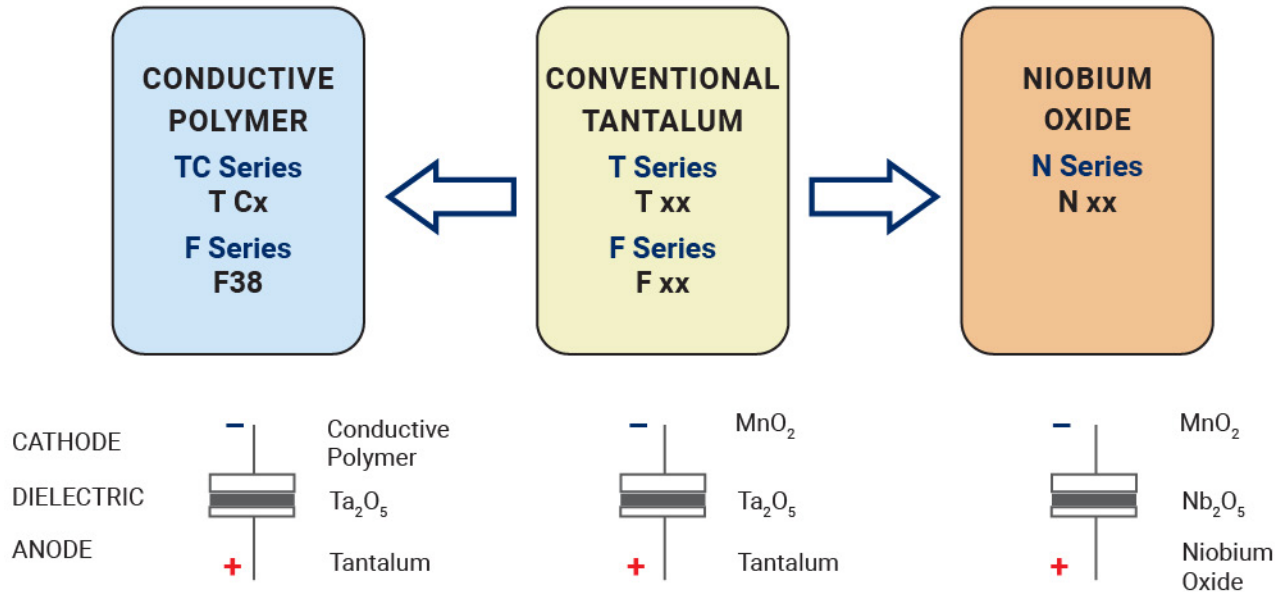 CONDUCTIVE
POLYMER
TC Series
T Cx
F Series
F38
CONVENTIONAL
TANTALUM
T Series
T xx
F Series
F xx
NIOBIUM
OXIDE
N Series
N xx
CATHODE
DIELECTRIC
ANODE
–
Conductive
Polymer
Ta₂O₅
+
Tantalum
–
MnO₂
Ta₂O₅
+
Tantalum
–
MnO₂
Nb₂O₅
+
Niobium
Oxide